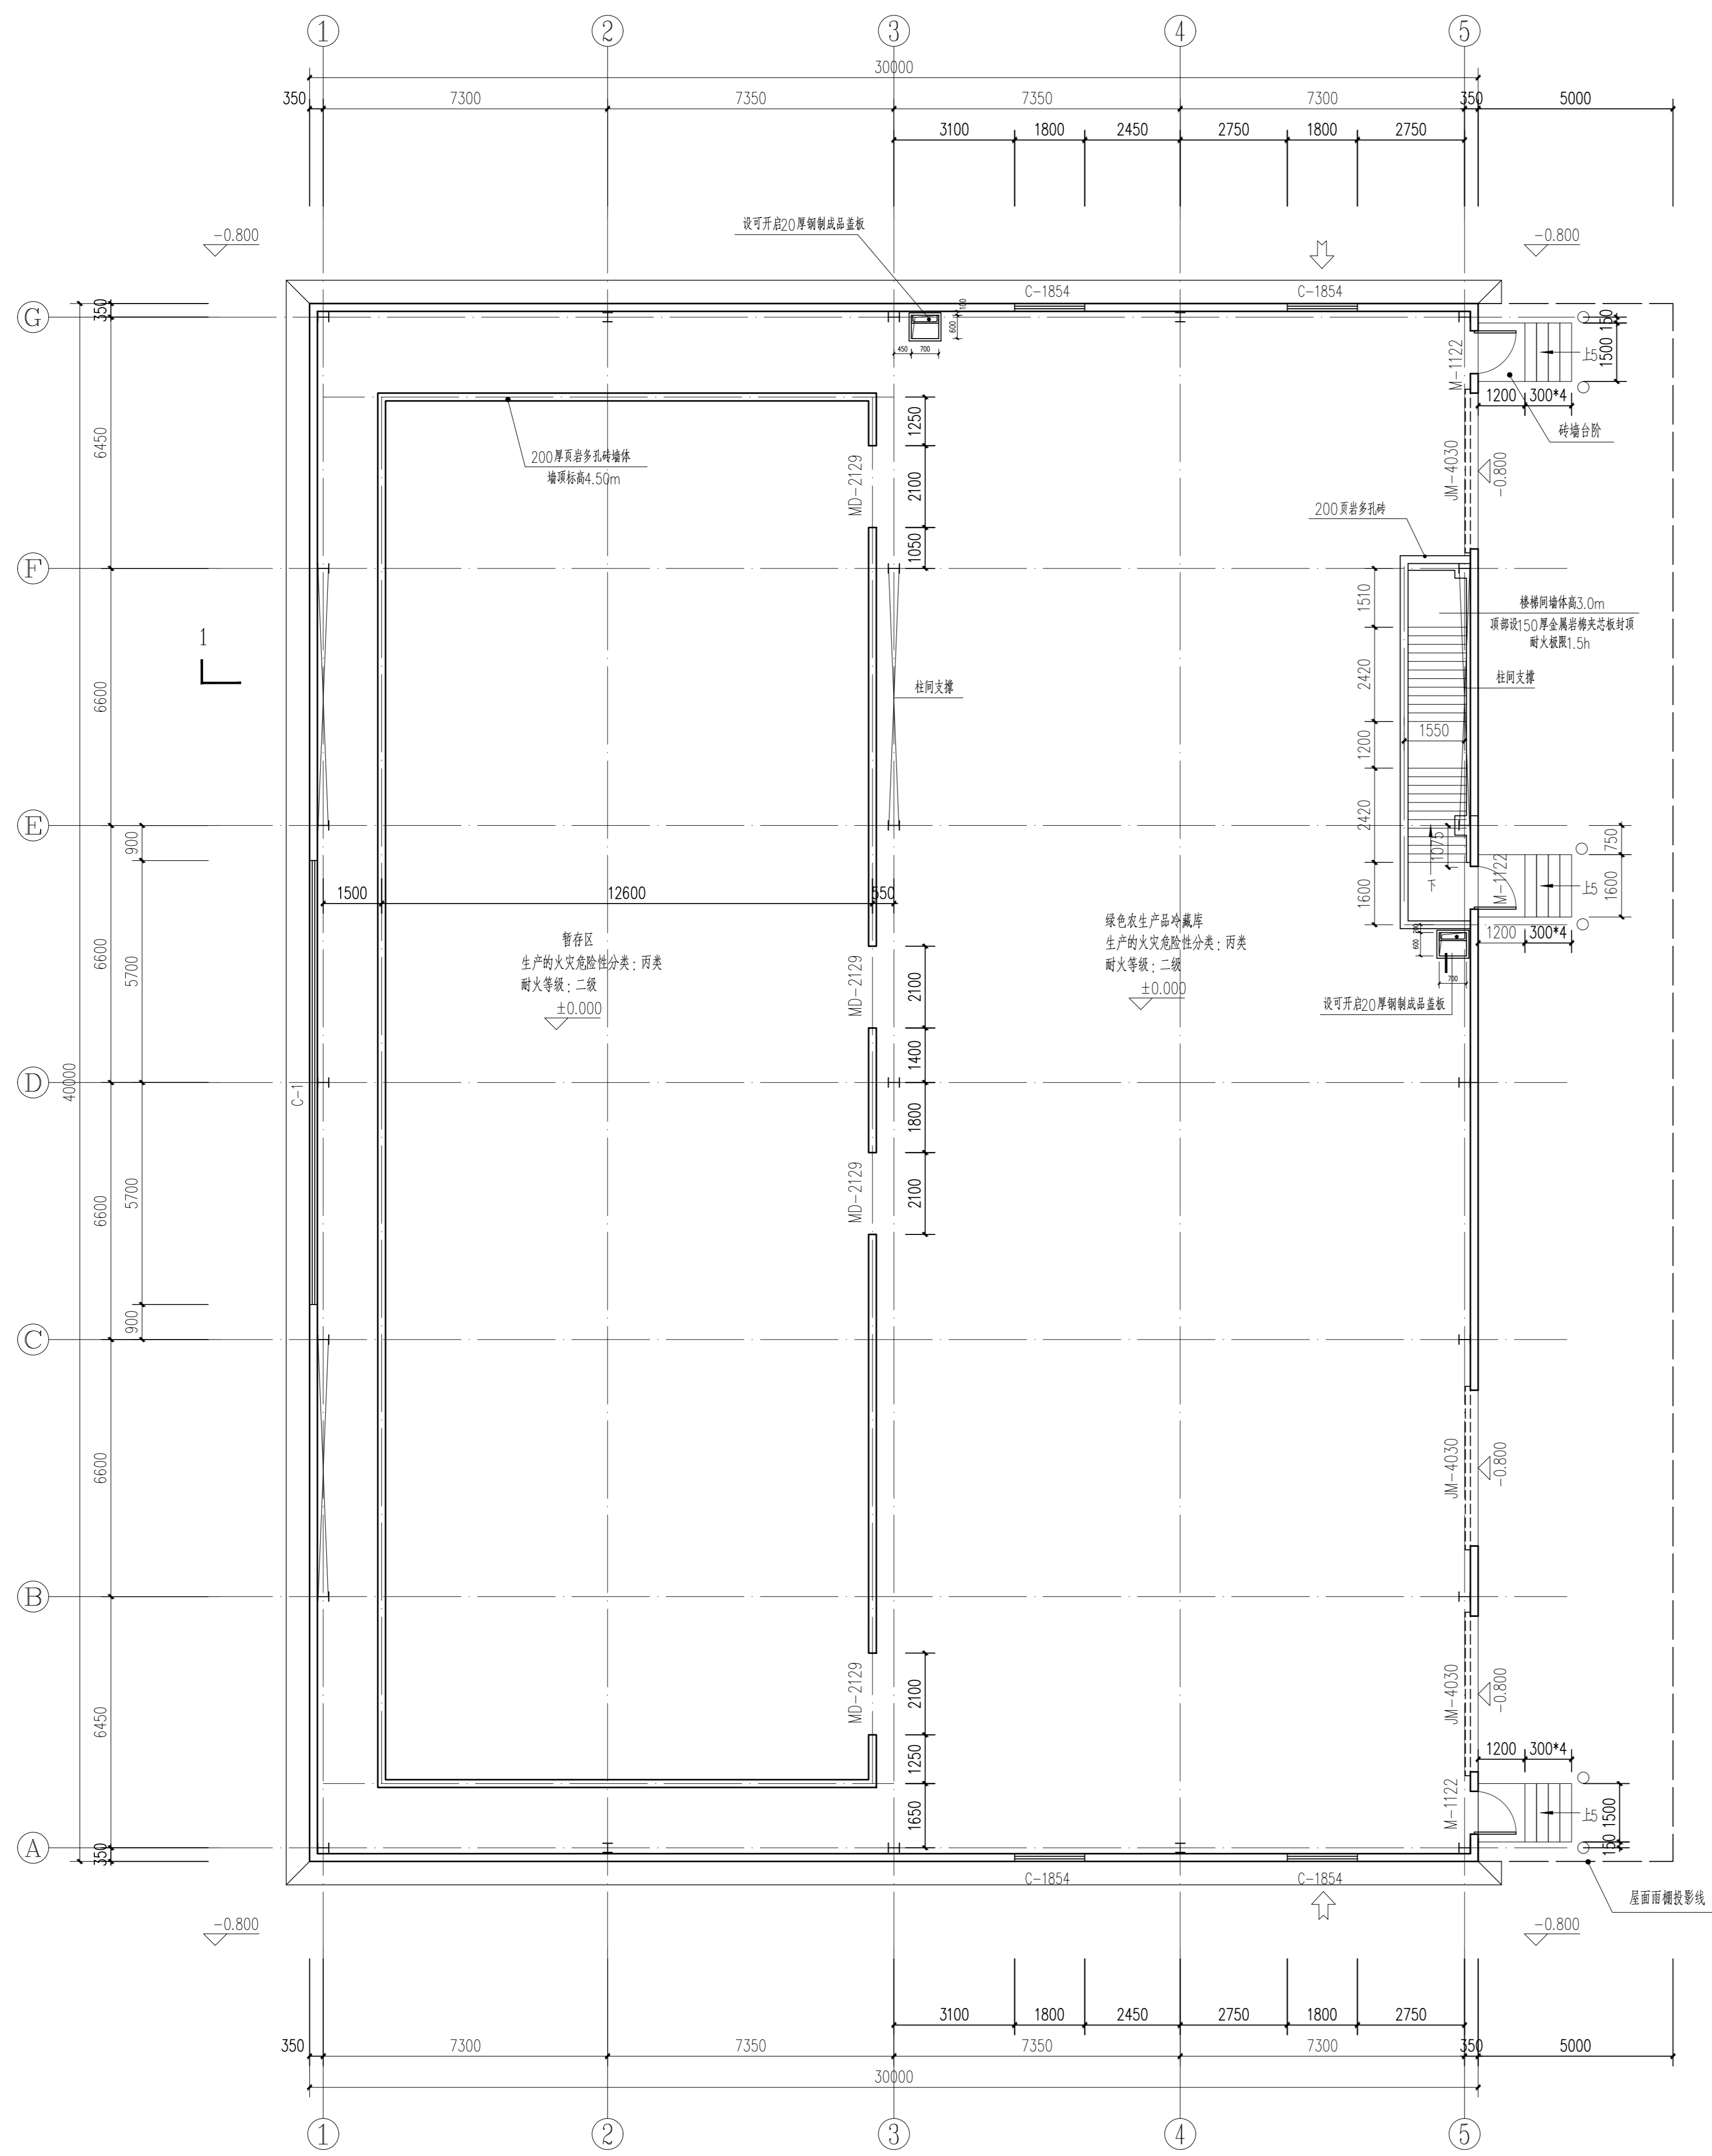 1 2 3 4 5
30000
350 7300 7350 7350 7300 350 5000
3100 1800 2450 2750 1800 2750
设可开启20厚钢制成品盖板
-0.800
-0.800
C-1854
C-1854
G
350
100
600
450 700
M-1122
上5
150
1500
1200 300*4
砖墙台阶
6450
200厚页岩多孔砖墙体
墙顶标高4.50m
1250
MD-2129
2100
1050
JM-4030
-0.800
200页岩多孔砖
F
1510
楼梯间墙体高3.0m
顶部设150厚金属岩棉夹芯板封顶
耐火极限1.5h
1
6600
柱间支撑
2420
柱间支撑
1550
1200
2420
E
900
1075
下
750
M-1122
上5
1600
1600
1500 12600 550
1200 300*4
暂存区
生产的火灾危险性分类：丙类
耐火等级：二级
±0.000
绿色农生产品冷藏库
生产的火灾危险性分类：丙类
耐火等级：二级
±0.000
600
700
设可开启20厚钢制成品盖板
6600
5700
MD-2129
2100
1400
D
40000
C-1
1800
6600
5700
MD-2129
2100
900
C
6600
JM-4030
-0.800
B
6450
MD-2129
2100
1250
1650
JM-4030
-0.800
1200 300*4
M-1122
上5
1500
150
A
350
C-1854
C-1854
屋面雨棚投影线
-0.800
-0.800
3100 1800 2450 2750 1800 2750
350 7300 7350 7350 7300 350 5000
30000
1 2 3 4 5